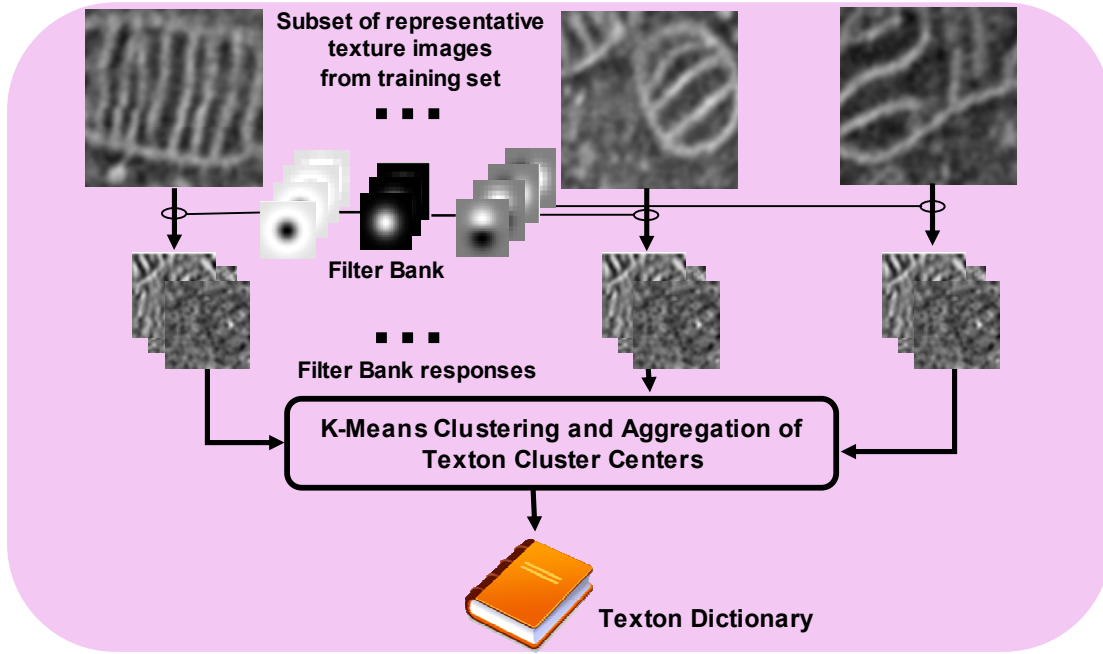 Subset of representative
texture images
from training set
Filter Bank
Filter Bank responses
K-Means Clustering and Aggregation of
Texton Cluster Centers
Texton Dictionary